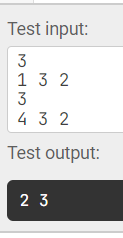 Test input:
3
1 3 2
3
4 3 2
Test output:
2 3